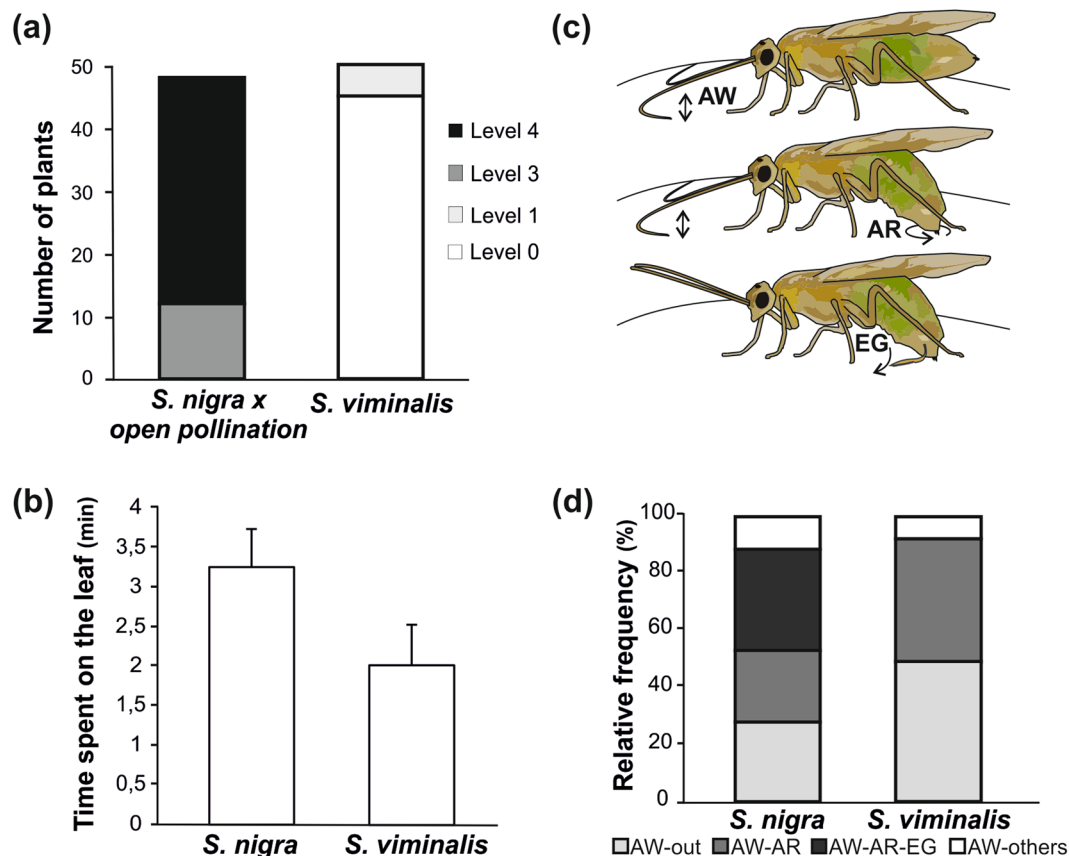 (a)
Number of plants
50
40
30
20
10
0
S. nigra x
open pollination
S. viminalis
Level 4
Level 3
Level 1
Level 0
(b)
Time spent on the leaf (min)
4
3,5
3
2,5
2
1,5
1
0,5
0
S. nigra
S. viminalis
(c)
AW
AR
EG
(d)
Relative frequency (%)
100
80
60
40
20
0
S. nigra
S. viminalis
AW-out AW-AR AW-AR-EG AW-others